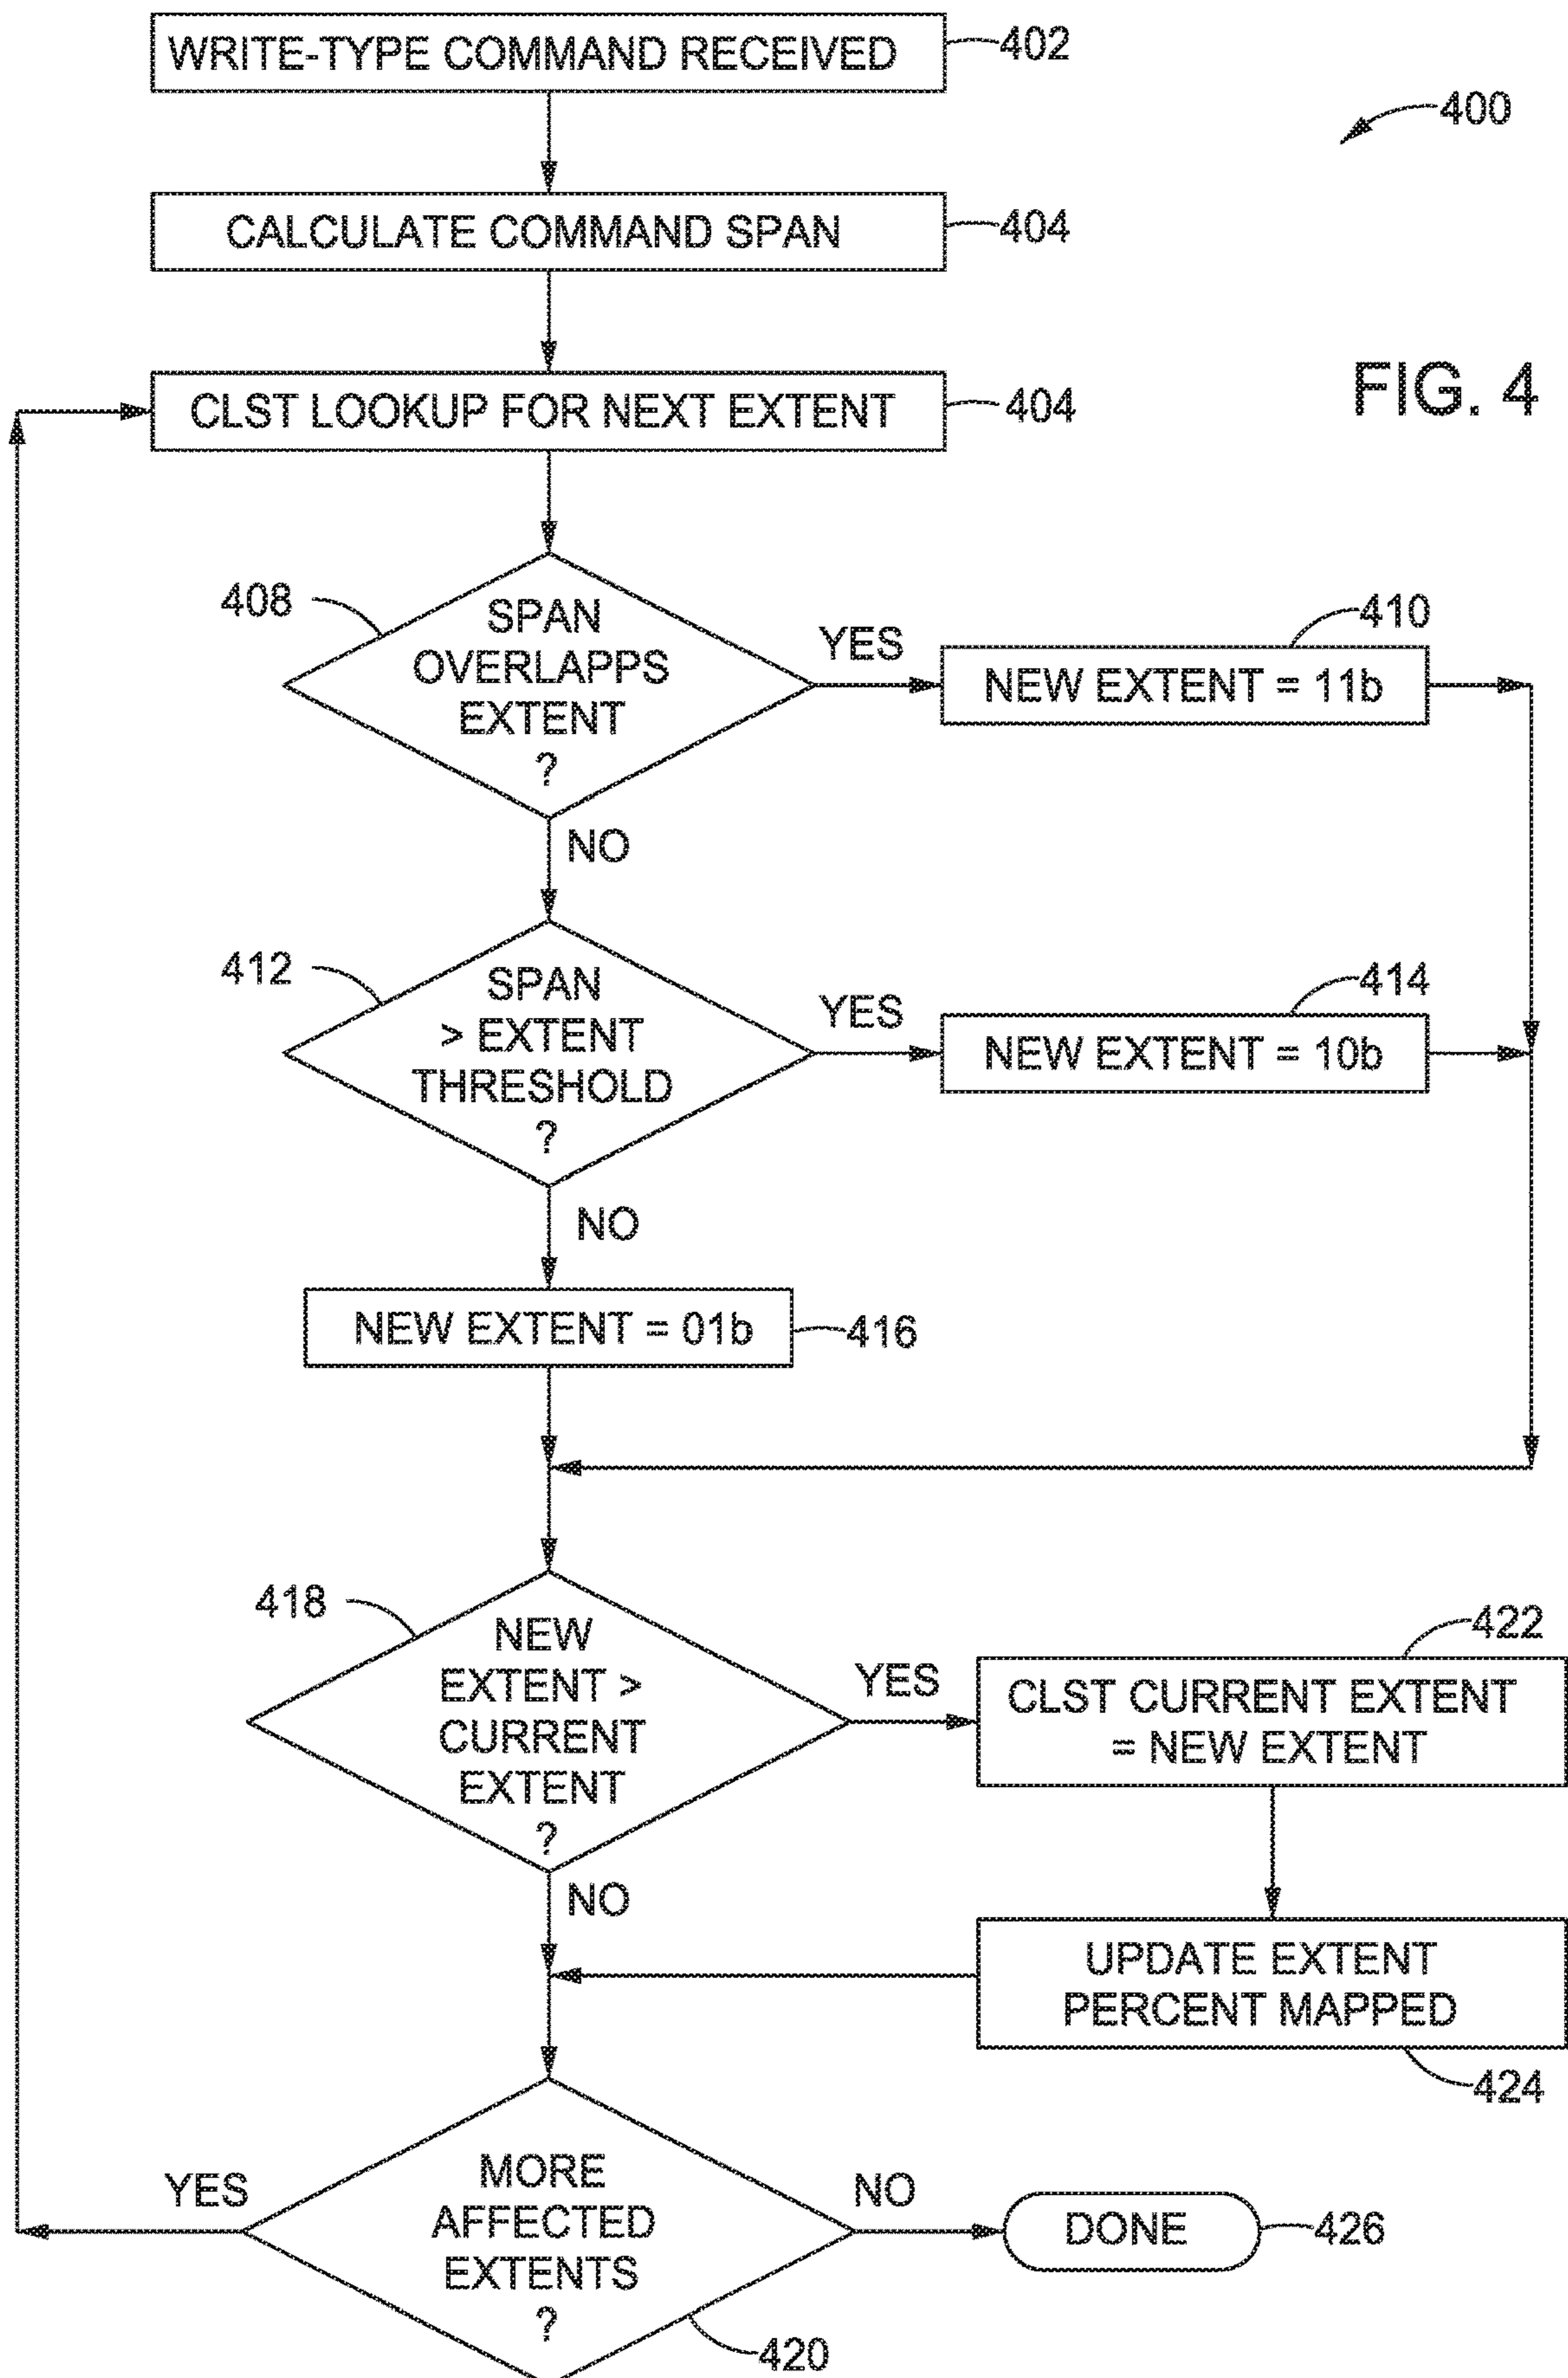 WRITE-TYPE COMMAND RECEIVED
402
400
CALCULATE COMMAND SPAN
404
CLST LOOKUP FOR NEXT EXTENT
404
FIG. 4
408
SPAN
OVERLAPPS
EXTENT
?
YES
410
NEW EXTENT = 11b
NO
412
SPAN
> EXTENT
THRESHOLD
?
YES
414
NEW EXTENT = 10b
NO
NEW EXTENT = 01b
416
418
NEW
EXTENT >
CURRENT
EXTENT
?
YES
422
CLST CURRENT EXTENT
= NEW EXTENT
NO
UPDATE EXTENT
PERCENT MAPPED
424
YES
MORE
AFFECTED
EXTENTS
?
NO
DONE
426
420